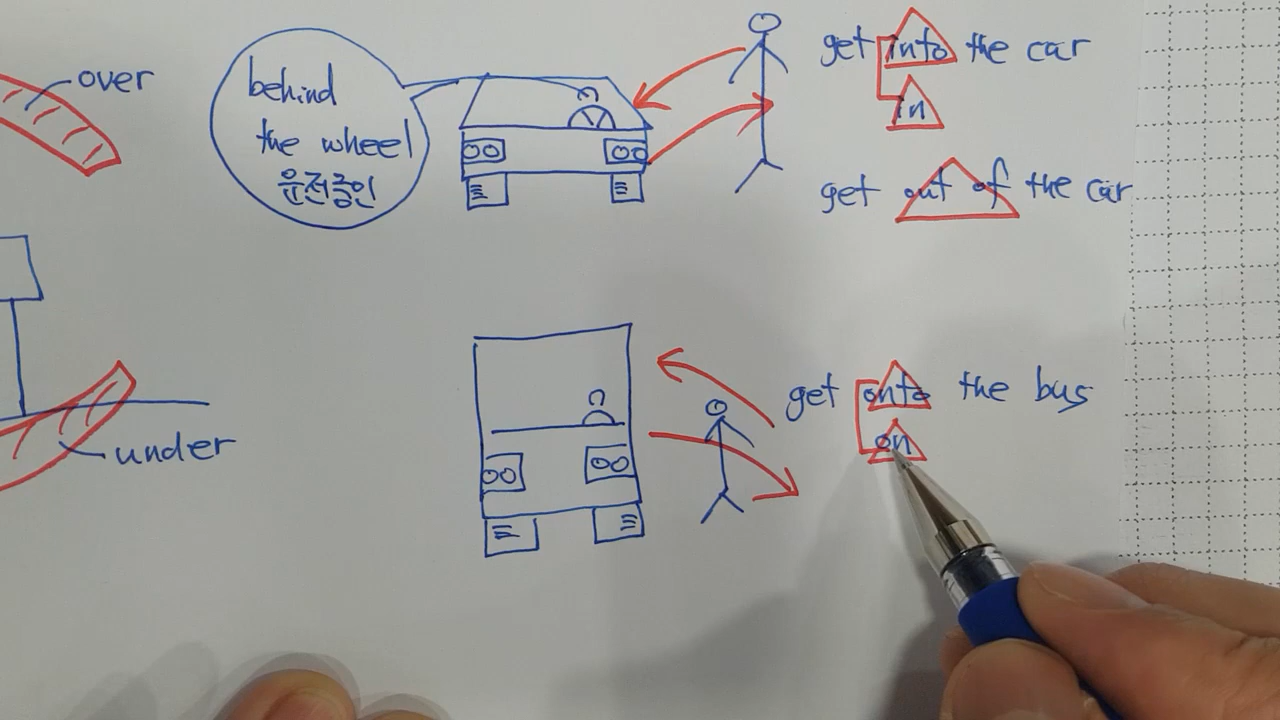 over
behind
the wheel
운전중인
get into the car
in
get out of the car
under
get onto the bus
on